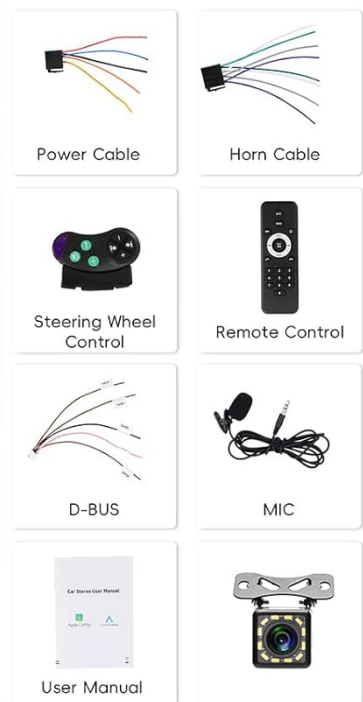 Power Cable
Horn Cable
Steering Wheel
Control
Remote Control
D-BUS
MIC
Car Stereo User Manual
Apple CarPlay
User Manual